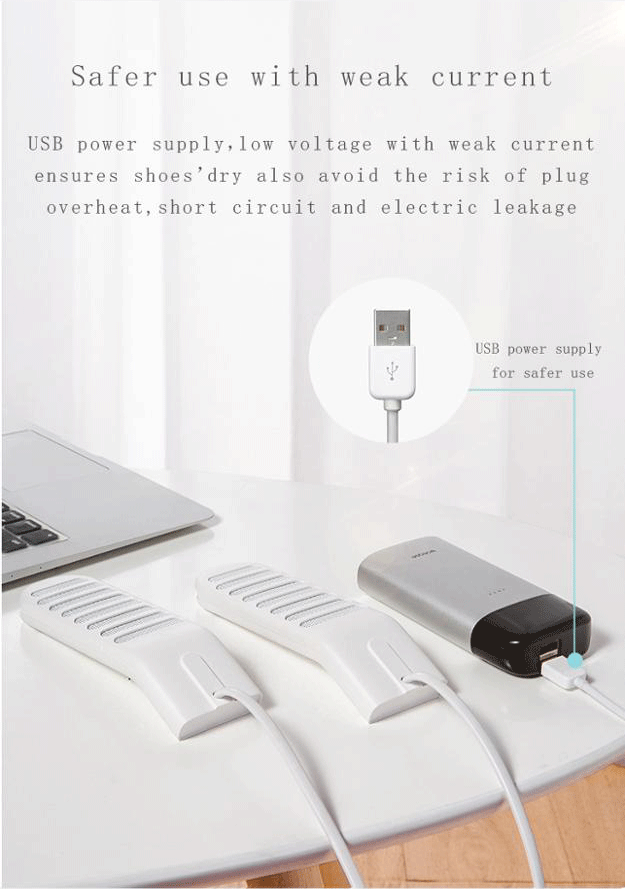 Safer use with weak current
USB power supply,low voltage with weak current
ensures shoes'dry also avoid the risk of plug
overheat,short circuit and electric leakage
USB power supply
for safer use